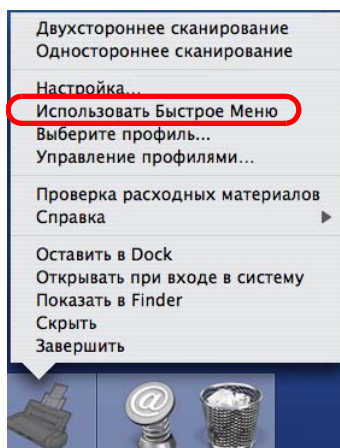 Двухстороннее сканирование
Одностороннее сканирование
Настройка...
Использовать Быстрое Меню
Выберите профиль...
Управление профилями...
Проверка расходных материалов
Справка
Оставить в Dock
Открывать при входе в систему
Показать в Finder
Скрыть
Завершить
@